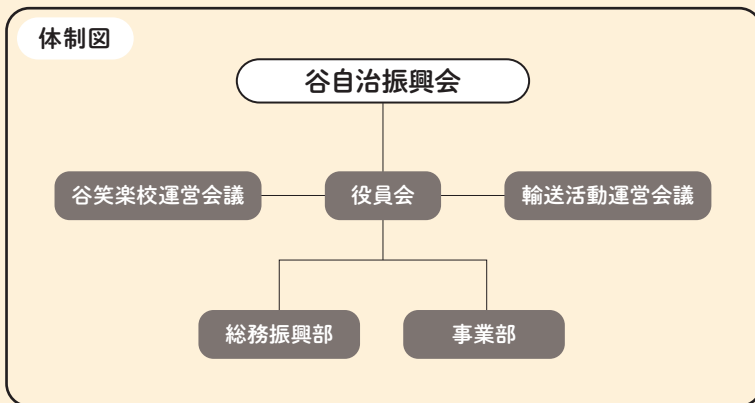 体制図
谷自治振興会
谷笑楽校運営会議
役員会
輸送活動運営会議
総務振興部
事業部